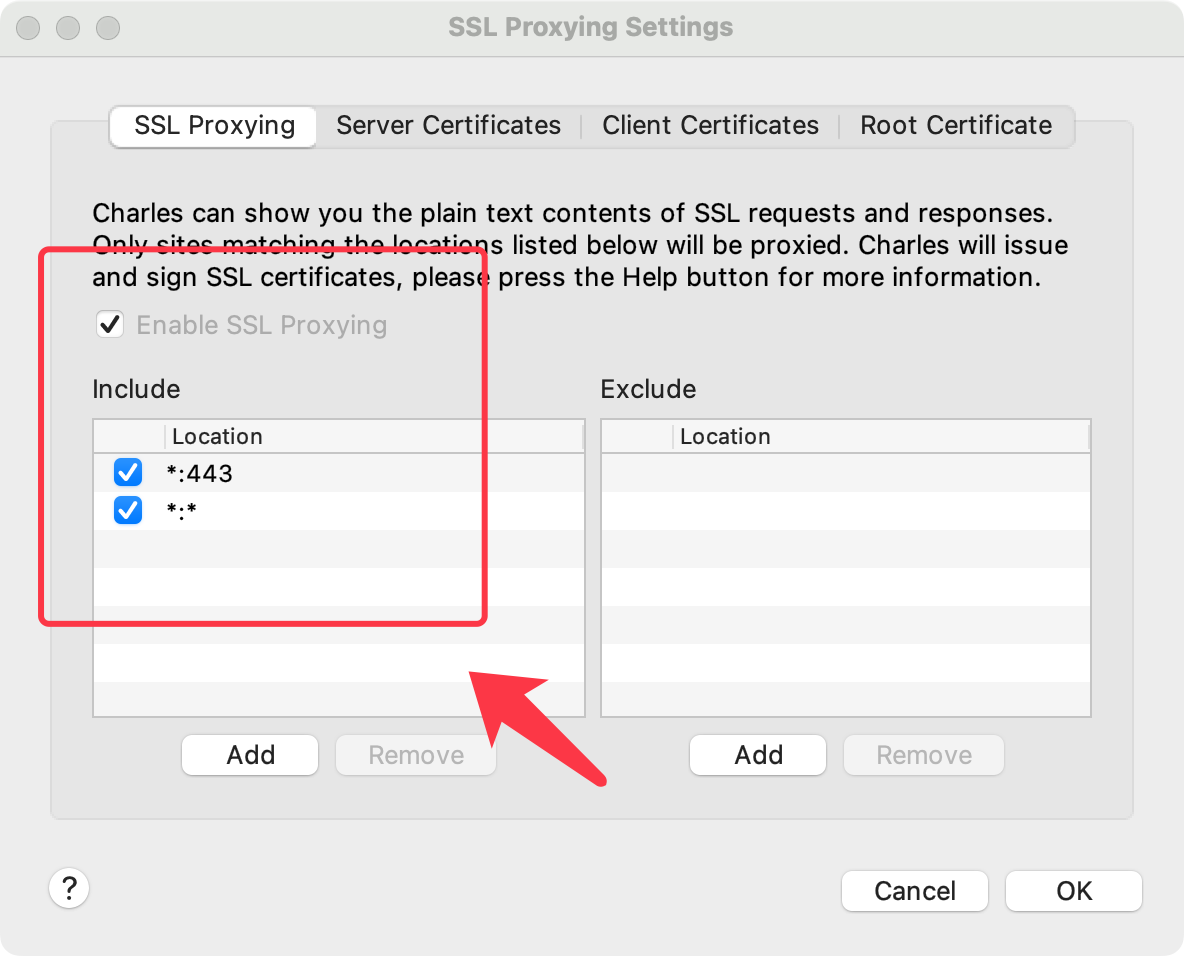 SSL Proxying Settings
SSL Proxying
Server Certificates
Client Certificates
Root Certificate
Charles can show you the plain text contents of SSL requests and responses.
Only sites matching the locations listed below will be proxied. Charles will issue
and sign SSL certificates, please press the Help button for more information.
Enable SSL Proxying
Include
Location
*:443
*:*
Add
Remove
Exclude
Location
Add
Remove
?
Cancel
OK